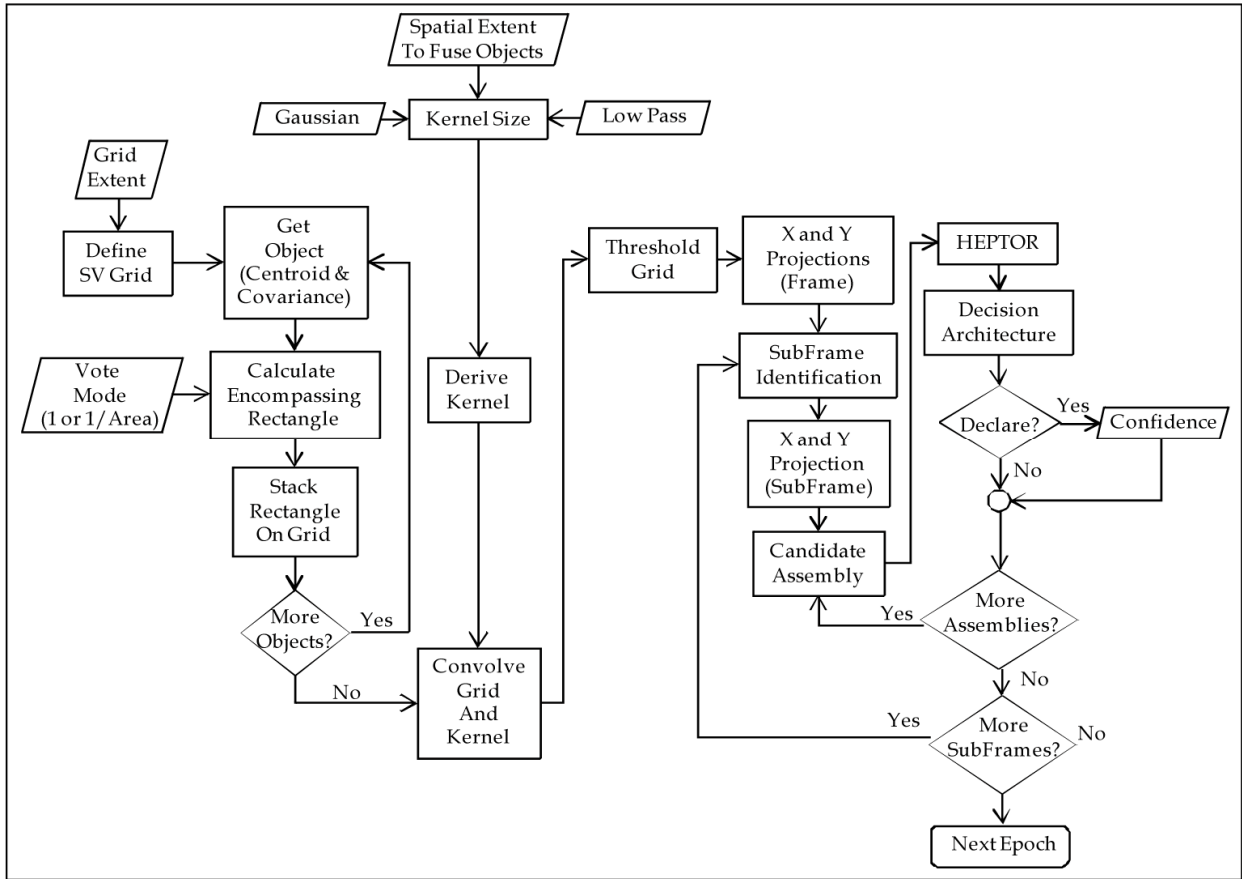 Spatial Extent
To Fuse Objects
Gaussian
Kernel Size
Low Pass
Grid
Extent
Define
SV Grid
Get
Object
(Centroid &
Covariance)
Vote
Mode
(1 or 1/Area)
Calculate
Encompassing
Rectangle
Stack
Rectangle
On Grid
More
Objects?
Yes
No
Derive
Kernel
Convolve
Grid
And
Kernel
Threshold
Grid
X and Y
Projections
(Frame)
SubFrame
Identification
X and Y
Projection
(SubFrame)
Candidate
Assembly
HEPTOR
Decision
Architecture
Declare?
Yes
Confidence
No
More
Assemblies?
Yes
No
More
SubFrames?
Yes
No
Next Epoch